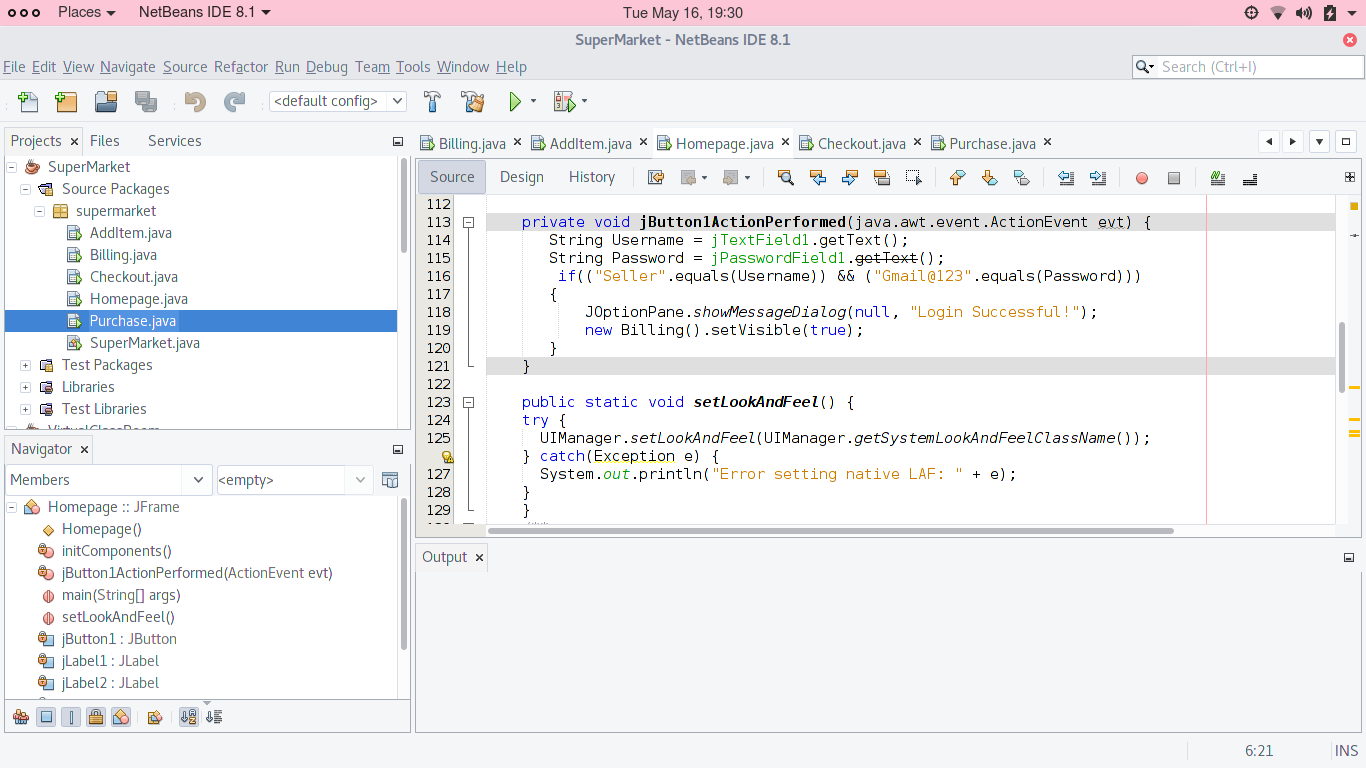 Places NetBeans IDE 8.1 Tue May 16, 19:30
SuperMarket - NetBeans IDE 8.1
File Edit View Navigate Source Refactor Run Debug Team Tools Window Help
Search (Ctrl+I)
<default config>
Projects Files Services
SuperMarket
Source Packages
supermarket
AddItem.java
Billing.java
Checkout.java
Homepage.java
Purchase.java
SuperMarket.java
Test Packages
Libraries
Test Libraries
Navigator
Members <empty>
Homepage :: JFrame
Homepage()
initComponents()
jButton1ActionPerformed(ActionEvent evt)
main(String[] args)
setLookAndFeel()
jButton1 : JButton
jLabel1 : JLabel
jLabel2 : JLabel
Billing.java AddItem.java Homepage.java Checkout.java Purchase.java
Source Design History
112
113 private void jButton1ActionPerformed(java.awt.event.ActionEvent evt) {
114 String Username = jTextField1.getText();
115 String Password = jPasswordField1.getText();
116 if(("Seller".equals(Username)) && ("Gmail@123".equals(Password)))
117 {
118 JOptionPane.showMessageDialog(null, "Login Successful!");
119 new Billing().setVisible(true);
120 }
121 }
122
123 public static void setLookAndFeel() {
124 try {
125 UIManager.setLookAndFeel(UIManager.getSystemLookAndFeelClassName());
} catch(Exception e) {
127 System.out.println("Error setting native LAF: " + e);
128 }
129 }
Output
6:21 INS